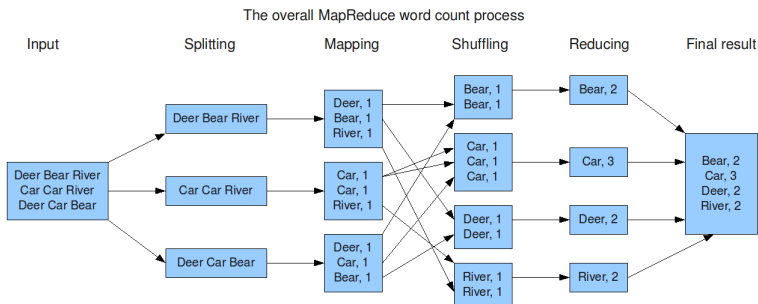 The overall MapReduce word count process
Input
Splitting
Mapping
Shuffling
Reducing
Final result
Deer Bear River
Car Car River
Deer Car Bear
Deer Bear River
Car Car River
Deer Car Bear
Deer, 1
Bear, 1
River, 1
Car, 1
Car, 1
River, 1
Deer, 1
Car, 1
Bear, 1
Bear, 1
Bear, 1
Car, 1
Car, 1
Car, 1
Deer, 1
Deer, 1
River, 1
River, 1
Bear, 2
Car, 3
Deer, 2
River, 2
Bear, 2
Car, 3
Deer, 2
River, 2